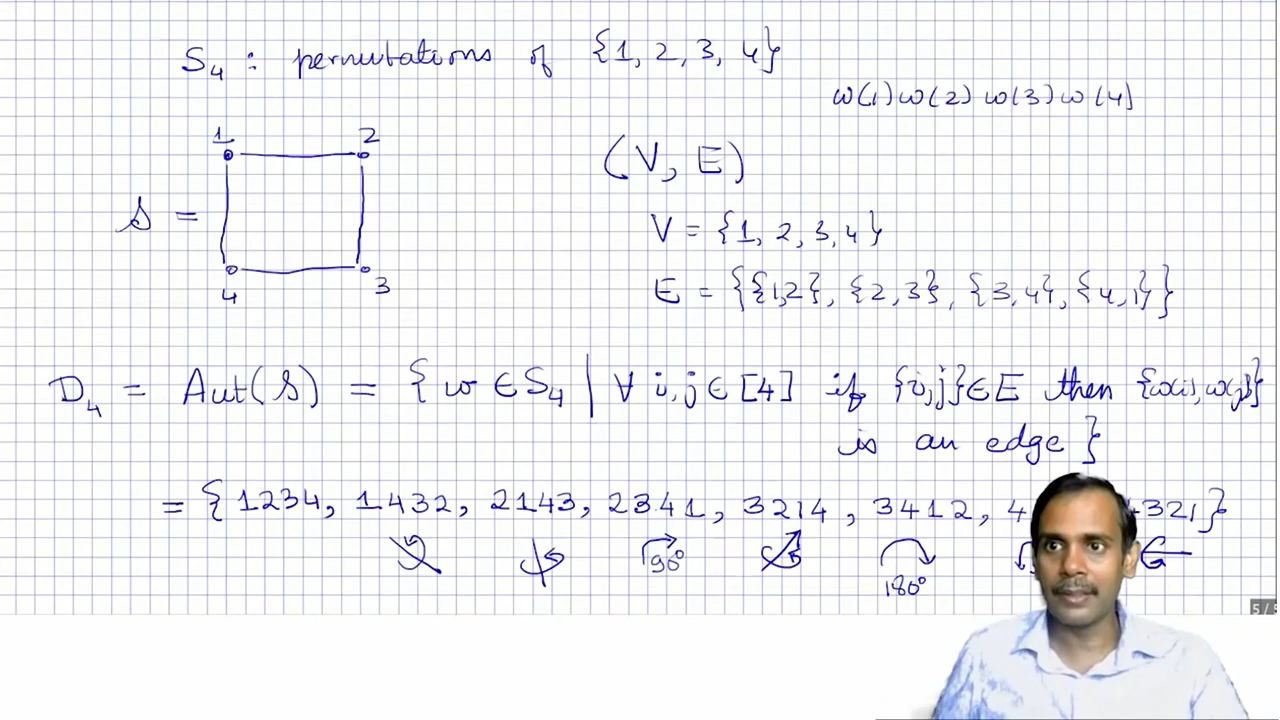 S₄ : permutations of {1, 2, 3, 4}
ω(1) ω(2) ω(3) ω(4)
1 2
(V, E)
𝒮 =
V = {1, 2, 3, 4}
4 3
E = {{1,2}, {2,3}, {3,4}, {4,1}}
D₄ = Aut(𝒮) = { ω ∈ S₄ | ∀ i,j ∈ [4] if {i,j} ∈ E then {ω(i), ω(j)}
is an edge }
= { 1234, 1432, 2143, 2341, 3214, 3412, 4 321}
90° 180°